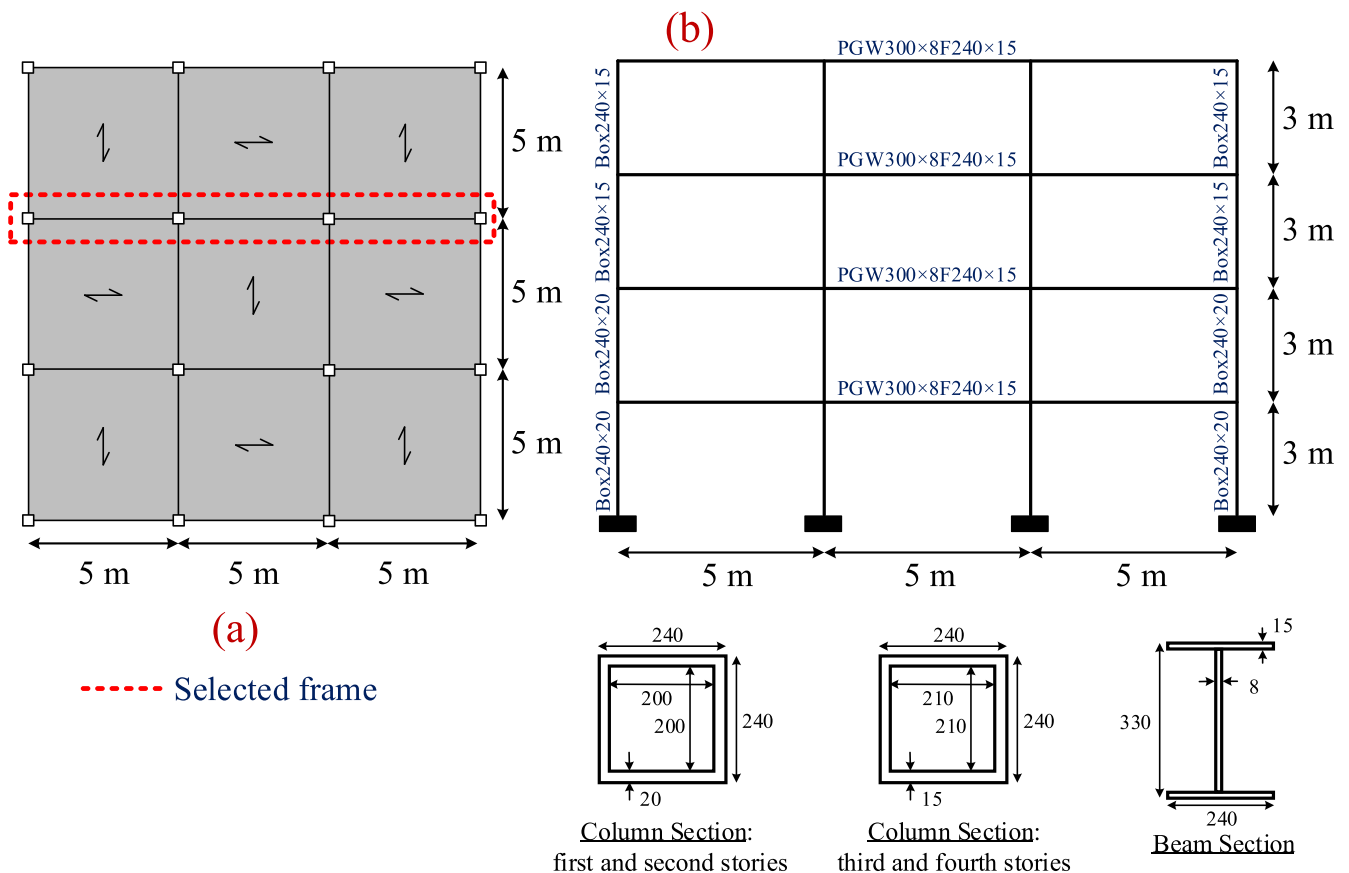 5 m
5 m
5 m
5 m
5 m
5 m
(a)
Selected frame
(b)
PGW300×8F240×15
Box240×15
Box240×15
3 m
PGW300×8F240×15
Box240×15
Box240×15
3 m
PGW300×8F240×15
Box240×20
Box240×20
3 m
PGW300×8F240×15
Box240×20
Box240×20
3 m
5 m
5 m
5 m
240
200
200
240
20
Column Section:
first and second stories
240
210
210
240
15
Column Section:
third and fourth stories
15
8
330
240
Beam Section